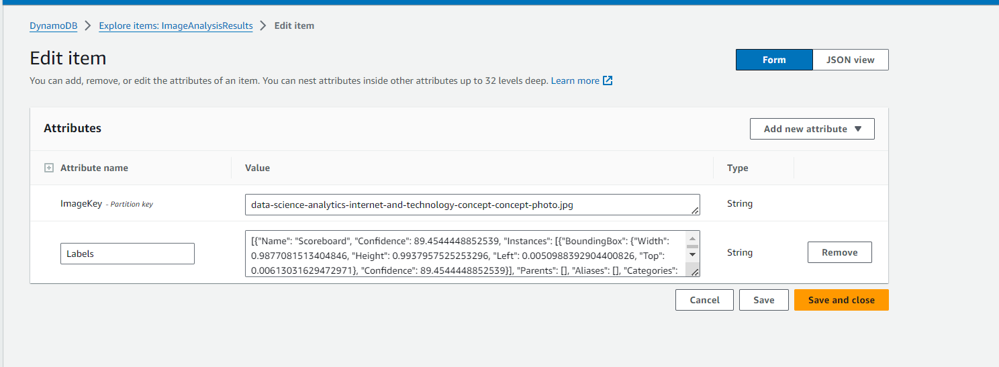 DynamoDB > Explore items: ImageAnalysisResults > Edit item
Edit item
Form JSON view
You can add, remove, or edit the attributes of an item. You can nest attributes inside other attributes up to 32 levels deep. Learn more
Attributes
Add new attribute
Attribute name Value Type
ImageKey - Partition key data-science-analytics-internet-and-technology-concept-concept-photo.jpg String
Labels
[{"Name": "Scoreboard", "Confidence": 89.4544448852539, "Instances": [{"BoundingBox": {"Width":
0.9877081513404846, "Height": 0.9937957525253296, "Left": 0.0050988392904400826, "Top":
0.00613031629472971}, "Confidence": 89.4544448852539}], "Parents": [], "Aliases": [], "Categories":
String Remove
Cancel Save Save and close